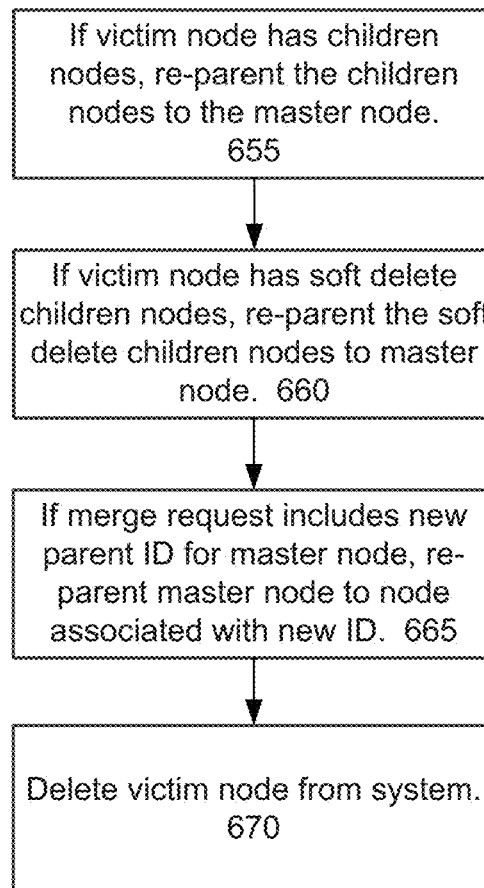 If victim node has children
nodes, re-parent the children
nodes to the master node.
655
If victim node has soft delete
children nodes, re-parent the soft
delete children nodes to master
node. 660
If merge request includes new
parent ID for master node, re-
parent master node to node
associated with new ID. 665
Delete victim node from system.
670